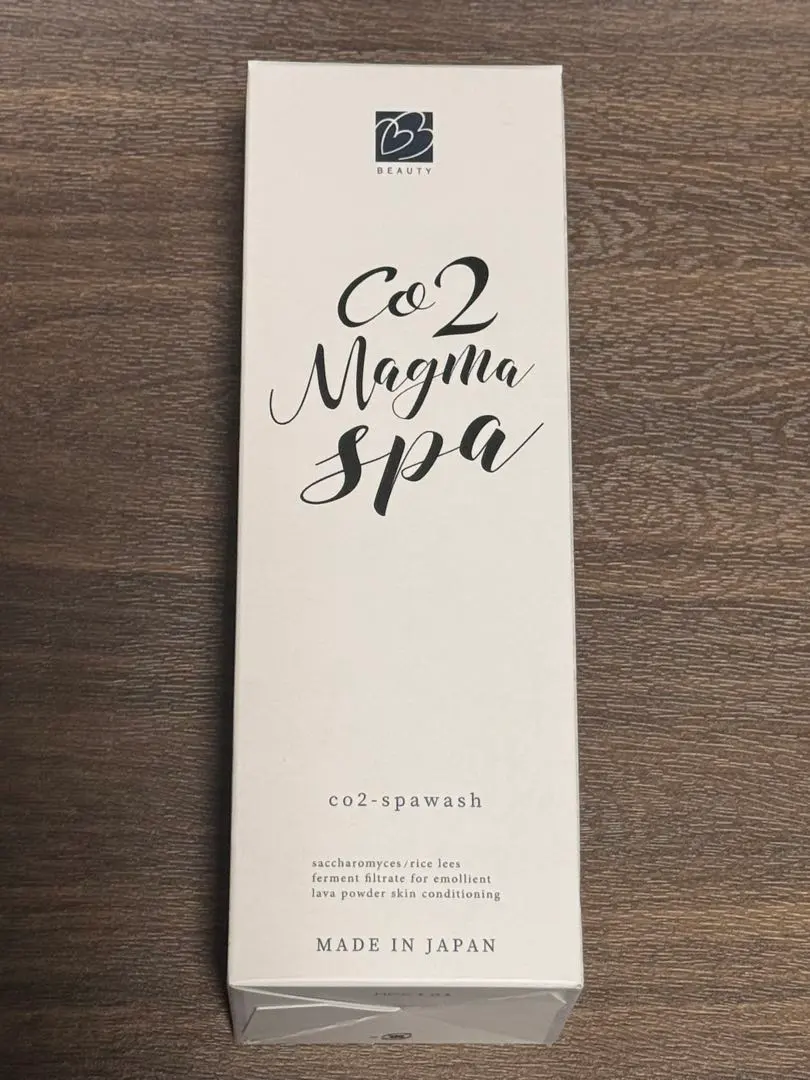 BEAUTY
Co2
Magma
spa
co2-spawash
saccharomyces/rice lees
ferment filtrate for emollient
lava powder skin conditioning
MADE IN JAPAN